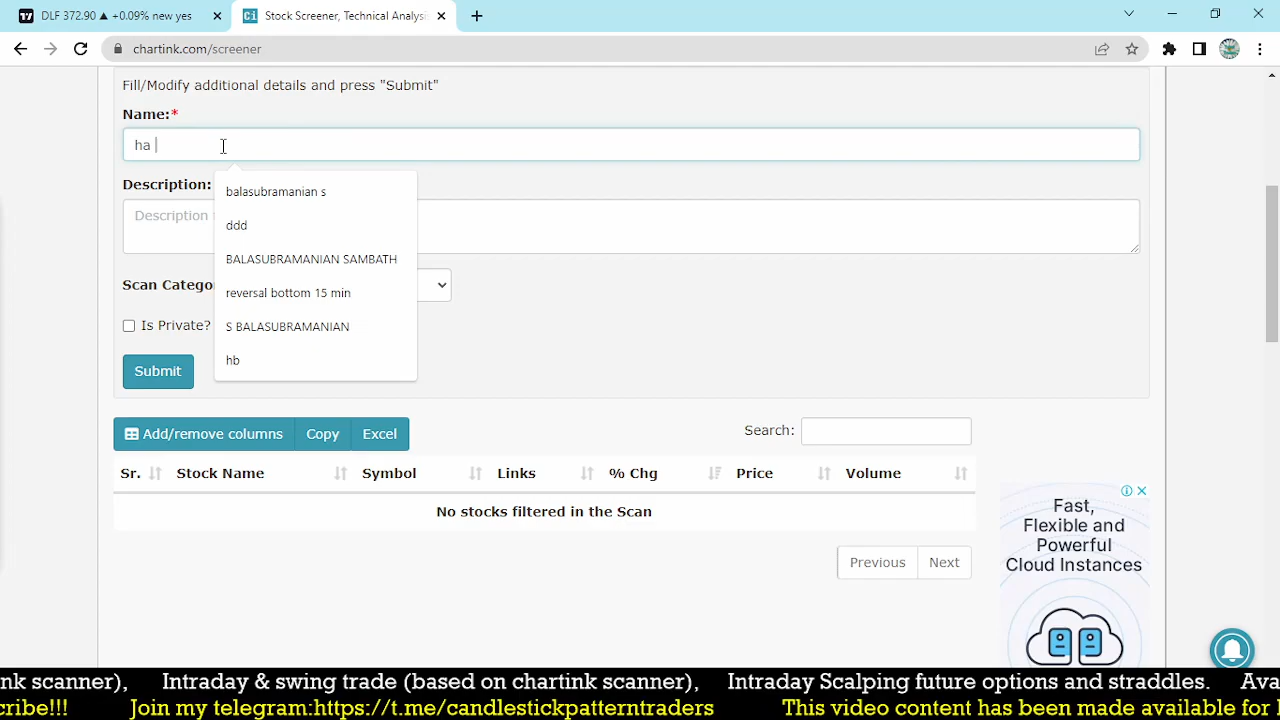 DLF 372.90 ▲ +0.09% new yes
Stock Screener, Technical Analysi
chartink.com/screener
Fill/Modify additional details and press "Submit"
Name:*
ha
balasubramanian s
Description:
Description
ddd
BALASUBRAMANIAN SAMBATH
Scan Catego
reversal bottom 15 min
Is Private?
S BALASUBRAMANIAN
hb
Submit
Add/remove columns Copy Excel Search:
Sr. Stock Name Symbol Links % Chg Price Volume
No stocks filtered in the Scan
Previous Next
Fast,
Flexible and
Powerful
Cloud Instances
nk scanner), Intraday & swing trade (based on chartink scanner), Intraday Scalping future options and straddles. Ava
cribe!!! Join my telegram:https://t.me/candlestickpatterntraders This video content has been made available for